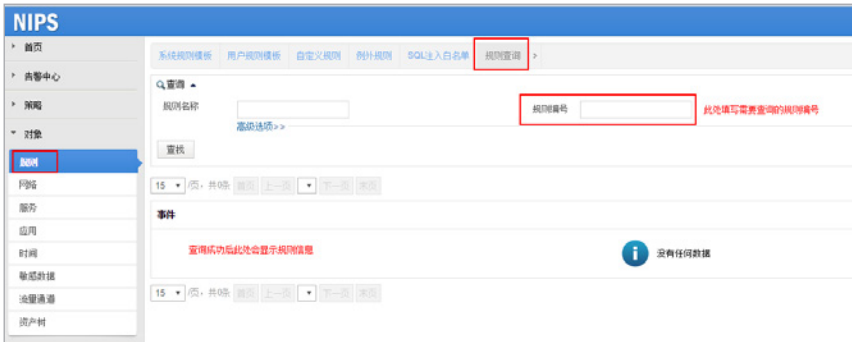 NIPS
首页
告警中心
策略
对象
规则
网络
服务
应用
时间
敏感数据
流量通道
资产树
系统规则模板 用户规则模板 自定义规则 例外规则 SQL注入白名单 规则查询 >
查询
规则名称 规则编号 此处填写需要查询的规则编号
高级选项>>
查找
15 /页，共0条 首页 上一页 下一页 末页
事件
查询成功后此处会显示规则信息 没有任何数据
15 /页，共0条 首页 上一页 下一页 末页